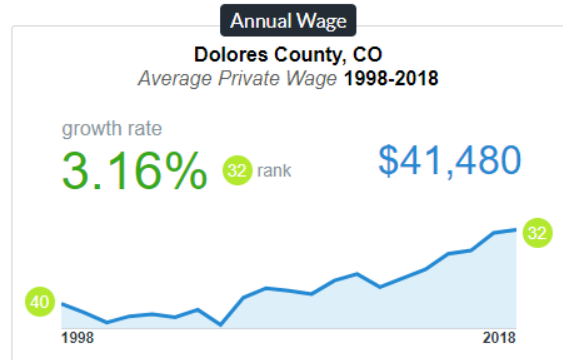 Annual Wage
Dolores County, CO
Average Private Wage 1998-2018
growth rate
3.16% 32 rank $41,480
32
40
1998 2018